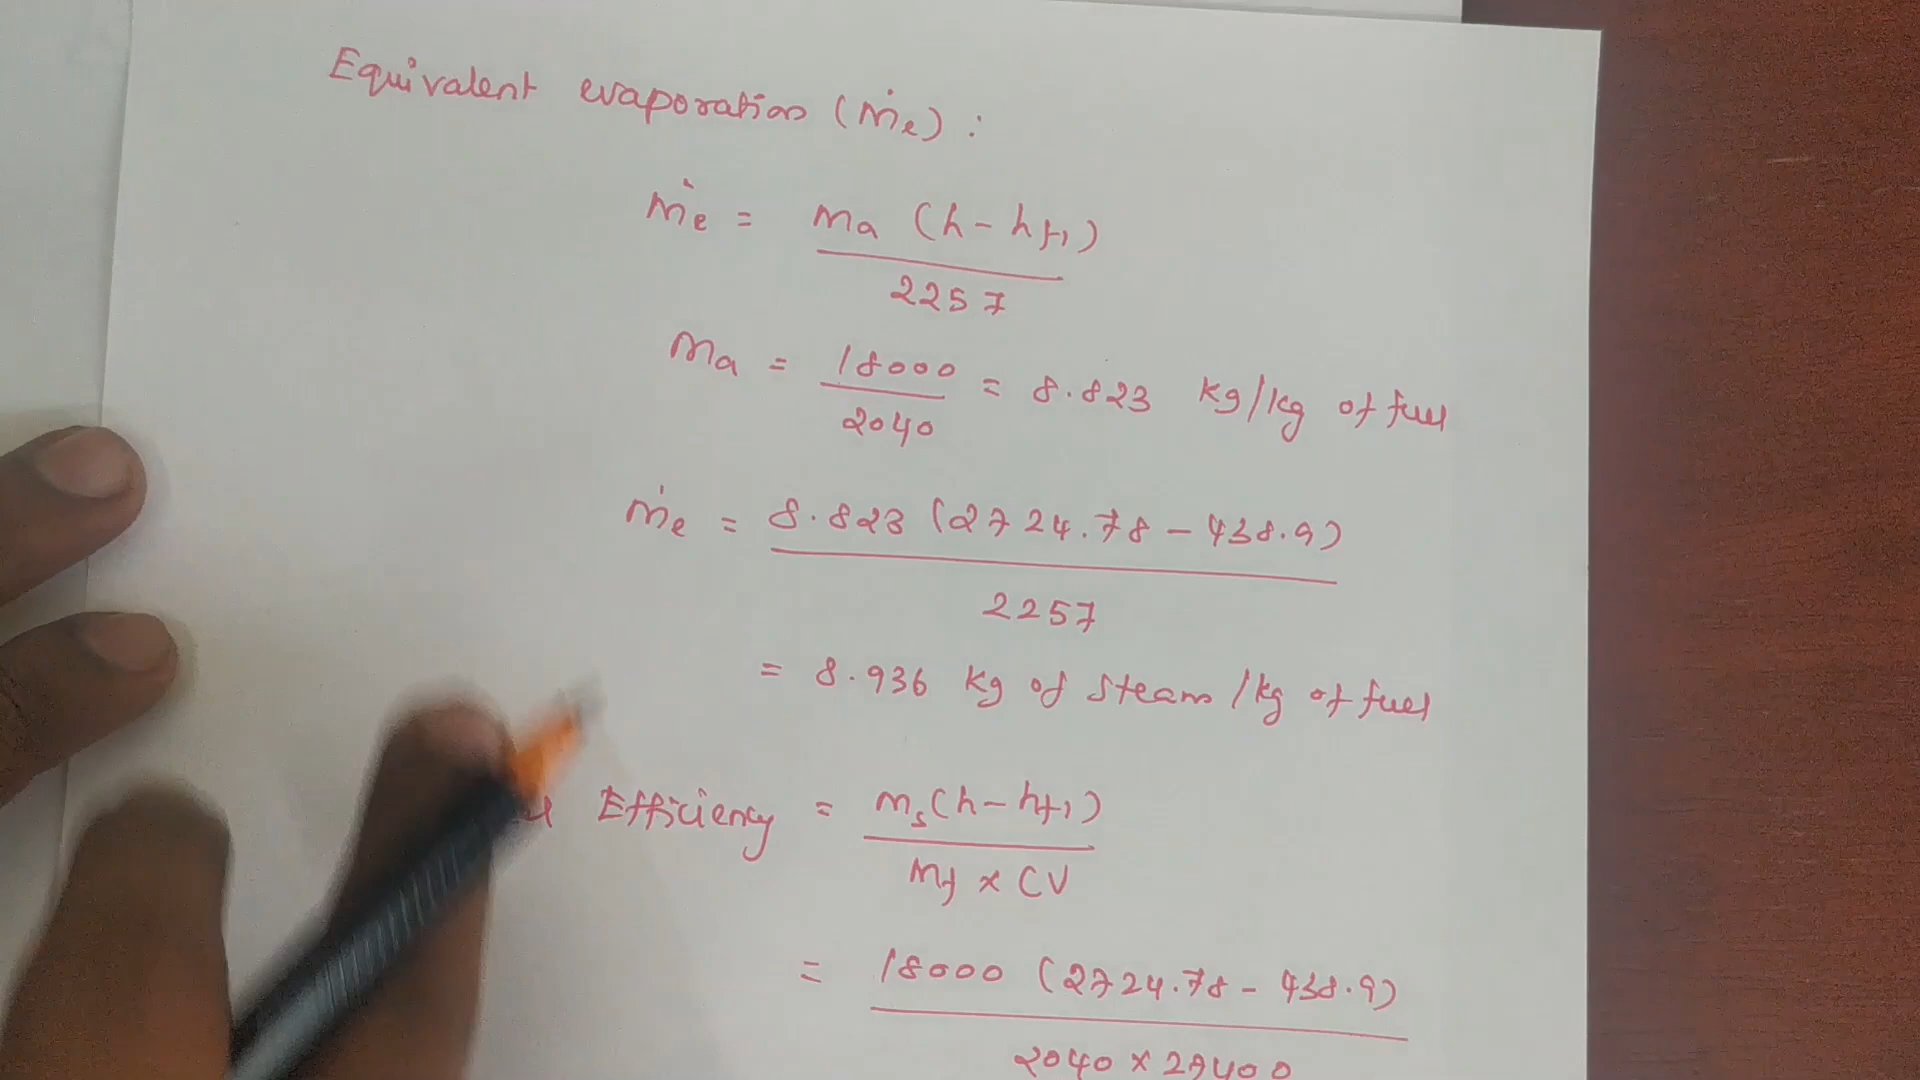 Equivalent evaporation (ṁe) :
ṁe = ma (h - hf1)
2257
ma = 18000 = 8.823 kg/kg of fuel
2040
ṁe = 8.823 (2724.78 - 438.9)
2257
= 8.936 kg of steam /kg of fuel
Efficiency = ms(h - hf1)
mf × CV
= 18000 (2724.78 - 438.9)
2040 × 27400